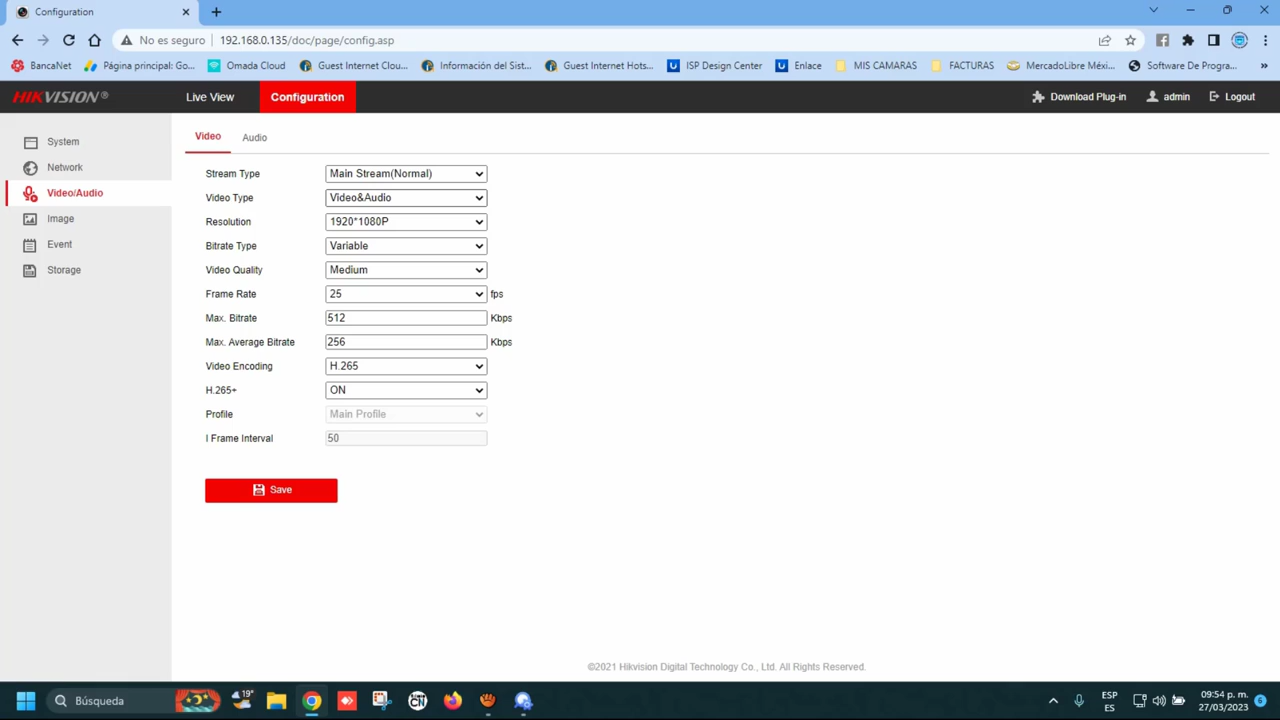 Configuration
No es seguro 192.168.0.135/doc/page/config.asp
BancaNet Página principal: Go... Omada Cloud Guest Internet Clou... Información del Sist... Guest Internet Hots... ISP Design Center Enlace MIS CAMARAS FACTURAS MercadoLibre Méxi... Software De Progra... »
HIKVISION® Live View Configuration Download Plug-in admin Logout
System
Network
Video/Audio
Image
Event
Storage
Video Audio
Stream Type Main Stream(Normal)
Video Type Video&Audio
Resolution 1920*1080P
Bitrate Type Variable
Video Quality Medium
Frame Rate 25 fps
Max. Bitrate 512 Kbps
Max. Average Bitrate 256 Kbps
Video Encoding H.265
H.265+ ON
Profile Main Profile
I Frame Interval 50
Save
©2021 Hikvision Digital Technology Co., Ltd. All Rights Reserved.
Búsqueda 19° CN ESP 09:54 p. m.
ES 27/03/2023 6